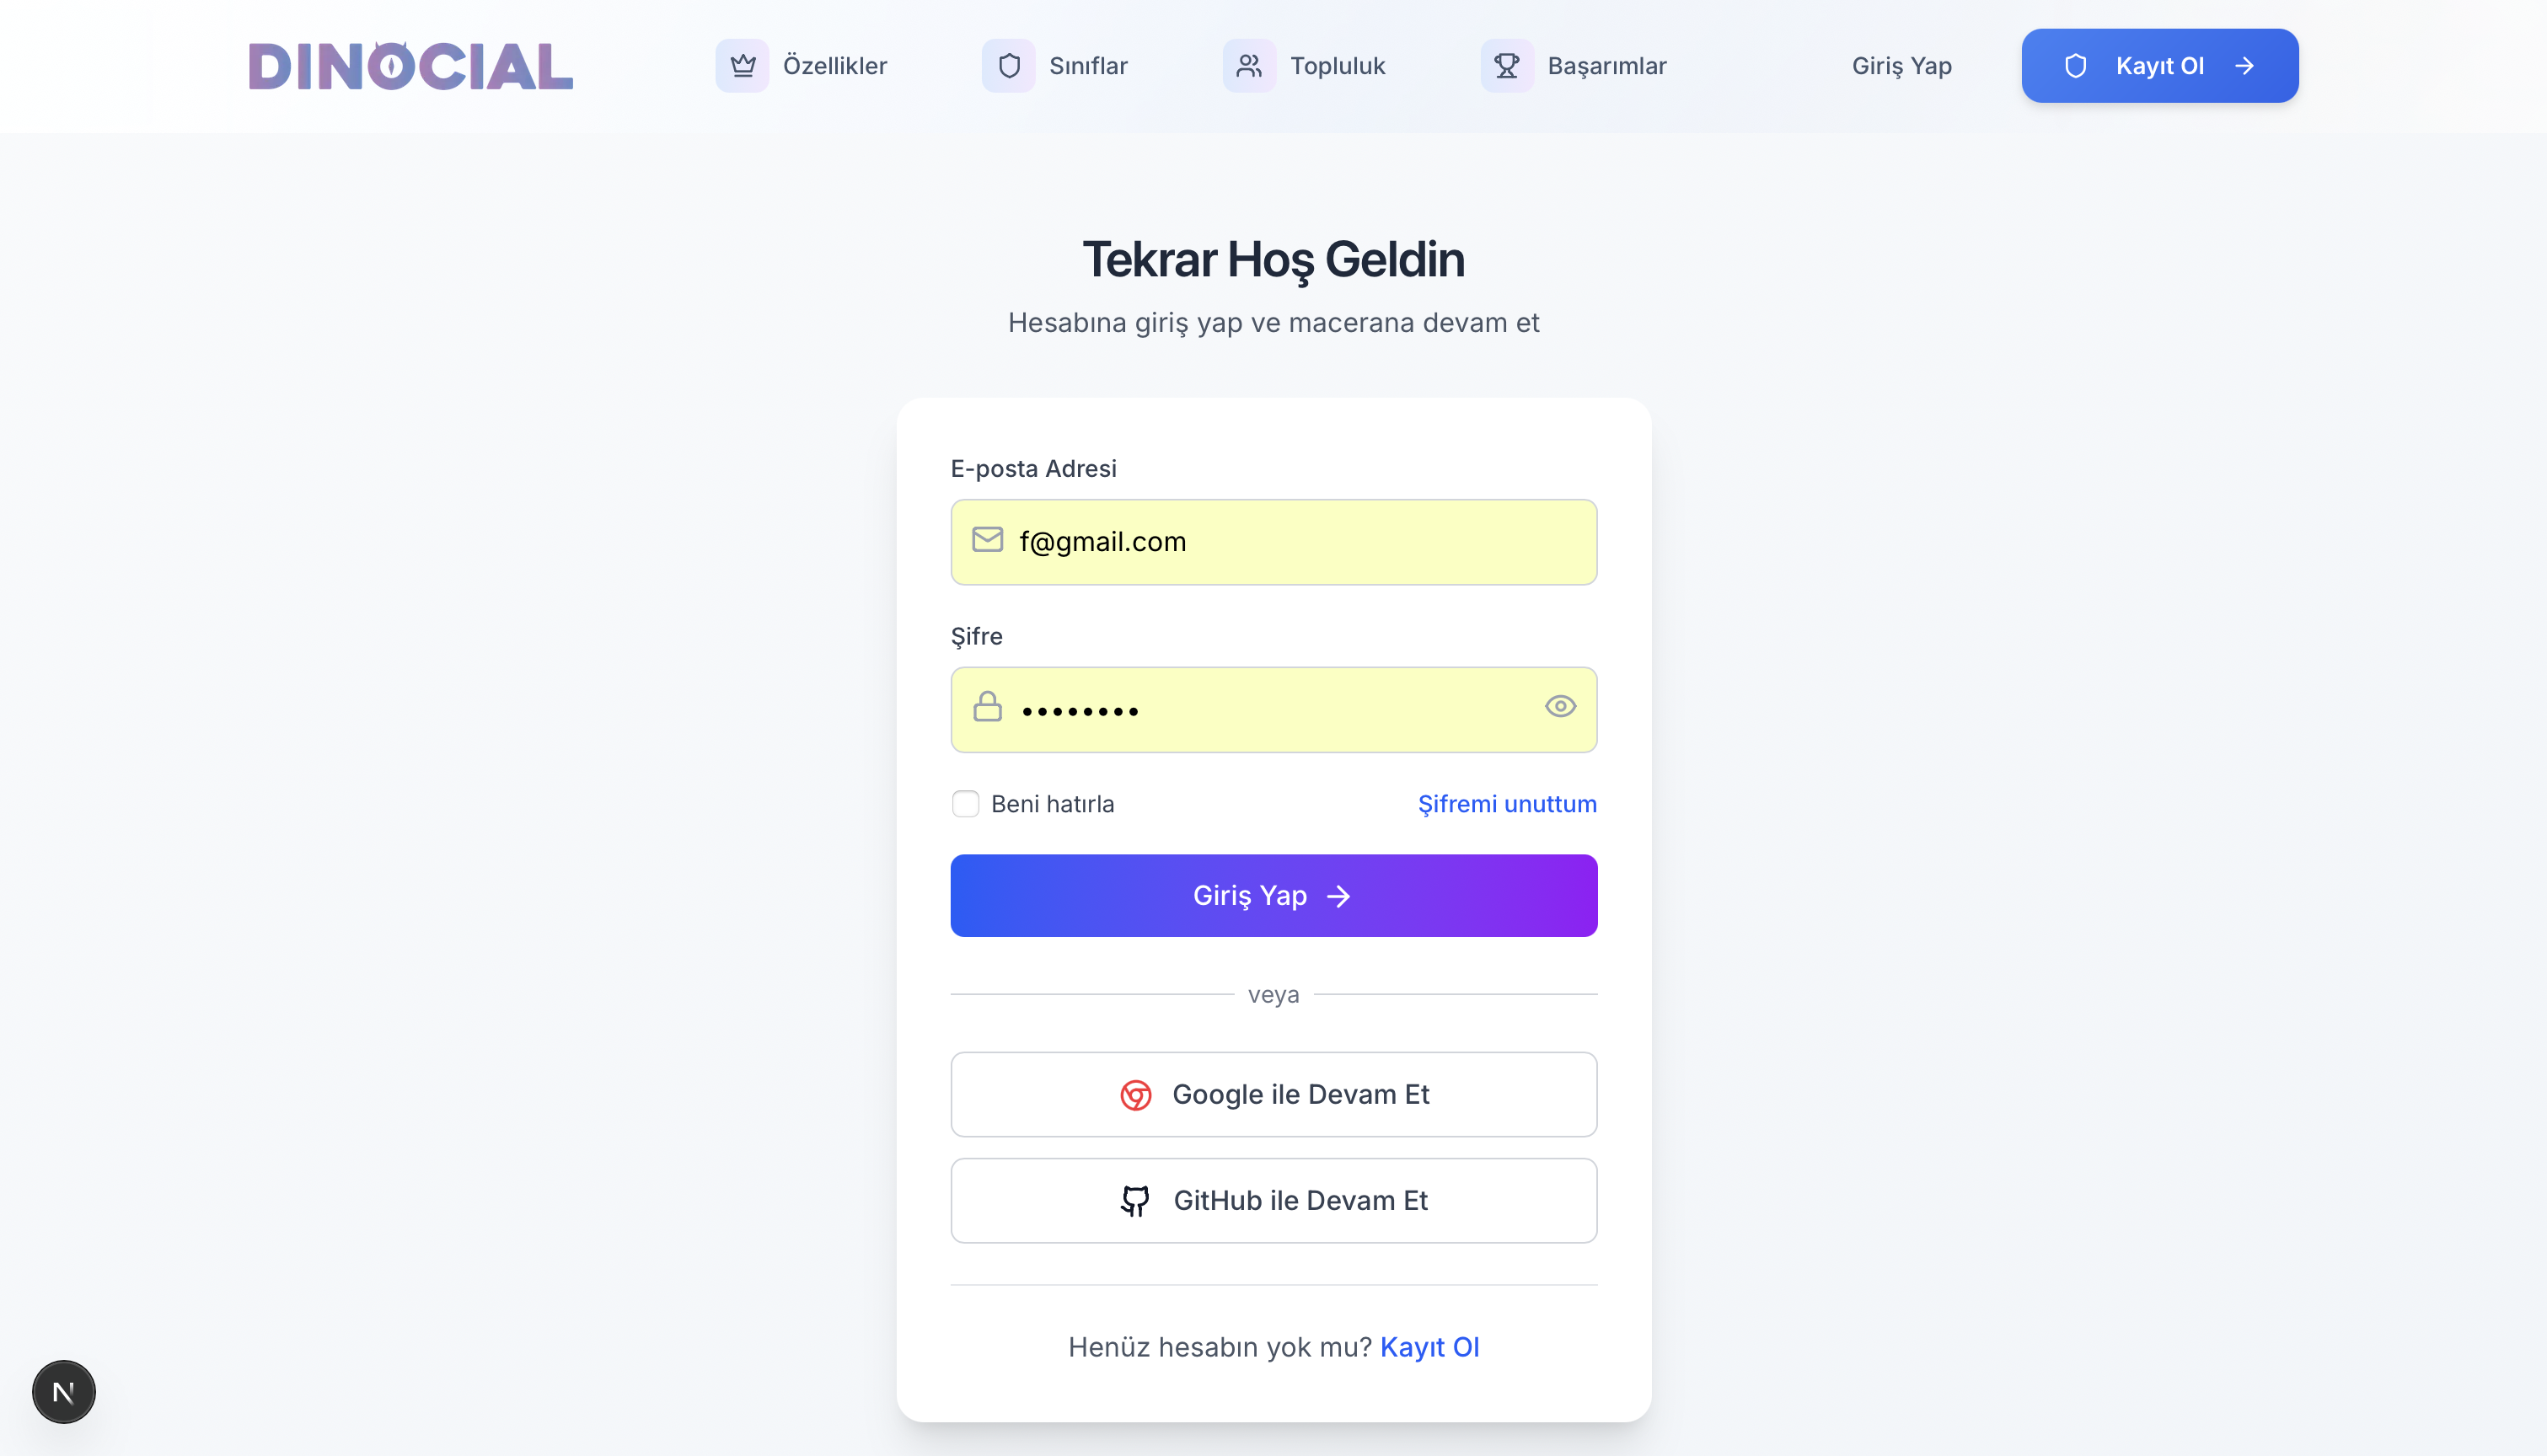 DINOCIAL
Özellikler
Sınıflar
Topluluk
Başarımlar
Giriş Yap
Kayıt Ol
Tekrar Hoş Geldin
Hesabına giriş yap ve macerana devam et
E-posta Adresi
f@gmail.com
Şifre
••••••••
Beni hatırla
Şifremi unuttum
Giriş Yap
veya
Google ile Devam Et
GitHub ile Devam Et
Henüz hesabın yok mu? Kayıt Ol
N